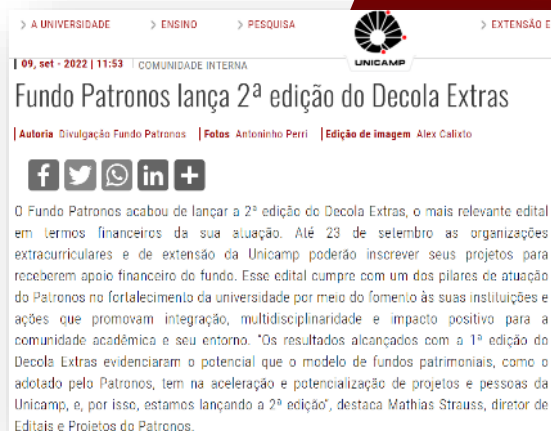 > A UNIVERSIDADE > ENSINO > PESQUISA > EXTENSÃO E
UNICAMP
09, set - 2022 | 11:53 COMUNIDADE INTERNA
Fundo Patronos lança 2ª edição do Decola Extras
Autoria Divulgação Fundo Patronos Fotos Antoninho Perri Edição de imagem Alex Calixto
O Fundo Patronos acabou de lançar a 2ª edição do Decola Extras, o mais relevante edital
em termos financeiros da sua atuação. Até 23 de setembro as organizações
extracurriculares e de extensão da Unicamp poderão inscrever seus projetos para
receberem apoio financeiro do fundo. Esse edital cumpre com um dos pilares de atuação
do Patronos no fortalecimento da universidade por meio do fomento às suas instituições e
ações que promovam integração, multidisciplinaridade e impacto positivo para a
comunidade acadêmica e seu entorno. "Os resultados alcançados com a 1ª edição do
Decola Extras evidenciaram o potencial que o modelo de fundos patrimoniais, como o
adotado pelo Patronos, tem na aceleração e potencialização de projetos e pessoas da
Unicamp, e, por isso, estamos lançando a 2ª edição", destaca Mathias Strauss, diretor de
Editais e Projetos do Patronos.